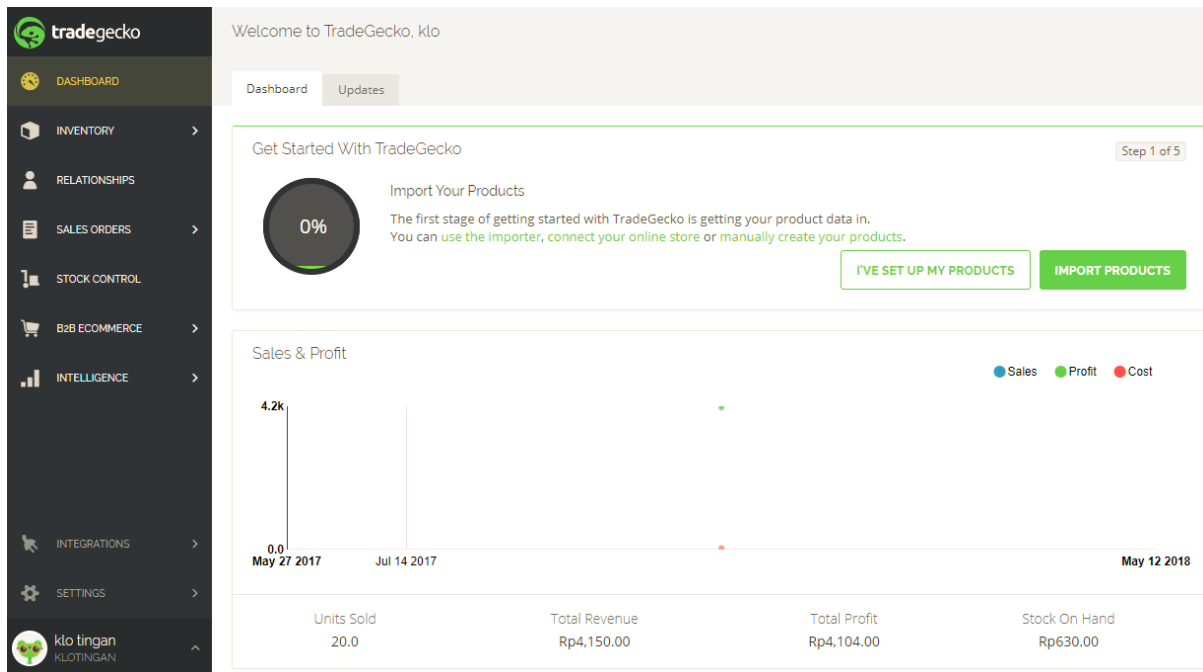 tradegecko
Welcome to TradeGecko, klo
DASHBOARD
Dashboard
Updates
INVENTORY
RELATIONSHIPS
SALES ORDERS
STOCK CONTROL
B2B ECOMMERCE
INTELLIGENCE
INTEGRATIONS
SETTINGS
klo tingan
KLOTINGAN
Get Started With TradeGecko
Step 1 of 5
0%
Import Your Products
The first stage of getting started with TradeGecko is getting your product data in.
You can use the importer, connect your online store or manually create your products.
I'VE SET UP MY PRODUCTS
IMPORT PRODUCTS
Sales & Profit
Sales
Profit
Cost
4.2k
0.0
May 27 2017
Jul 14 2017
May 12 2018
Units Sold
20.0
Total Revenue
Rp4,150.00
Total Profit
Rp4,104.00
Stock On Hand
Rp630.00